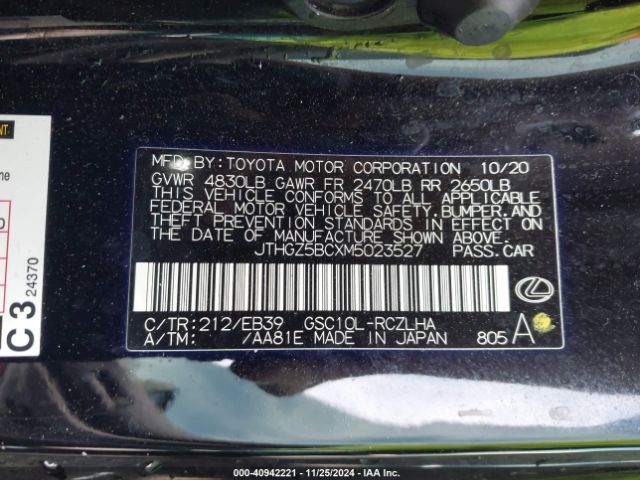 MFD. BY: TOYOTA MOTOR CORPORATION 10/20
GVWR 4830LB GAWR FR 2470LB RR 2650LB
THIS VEHICLE CONFORMS TO ALL APPLICABLE
FEDERAL MOTOR VEHICLE SAFETY, BUMPER, AND
THEFT PREVENTION STANDARDS IN EFFECT ON
THE DATE OF MANUFACTURE SHOWN ABOVE.
JTHGZ5BCXM5023527 PASS.CAR
C/TR: 212/EB39 GSC10L-RCZLHA
A/TM: /AA81E MADE IN JAPAN 805 A
C3
24370
000-40942221 - 11/25/2024 - IAA Inc.